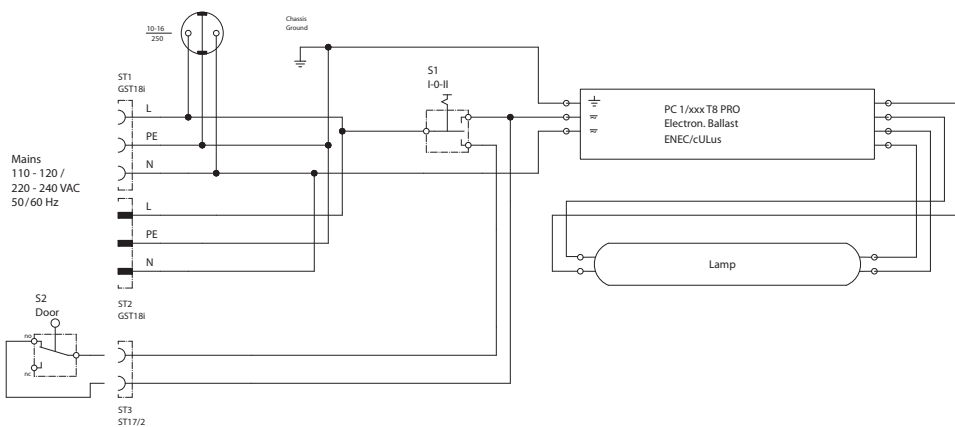 10-16
250
Chassis
Ground
ST1
GST18i
L
PE
N
Mains
110 - 120 /
220 - 240 VAC
50/60 Hz
L
PE
N
ST2
GST18i
S1
I-0-II
PC 1/xxx T8 PRO
Electron. Ballast
ENEC/cULus
Lamp
S2
Door
no
nc
ST3
ST17/2